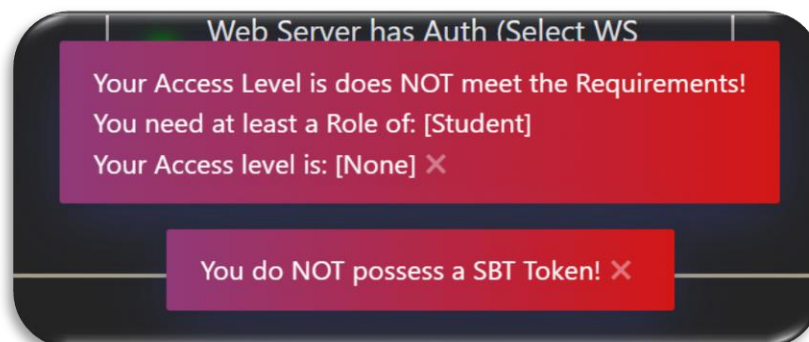 Web Server has Auth (Select WS
Your Access Level is does NOT meet the Requirements!
You need at least a Role of: [Student]
Your Access level is: [None] ×
You do NOT possess a SBT Token! ×